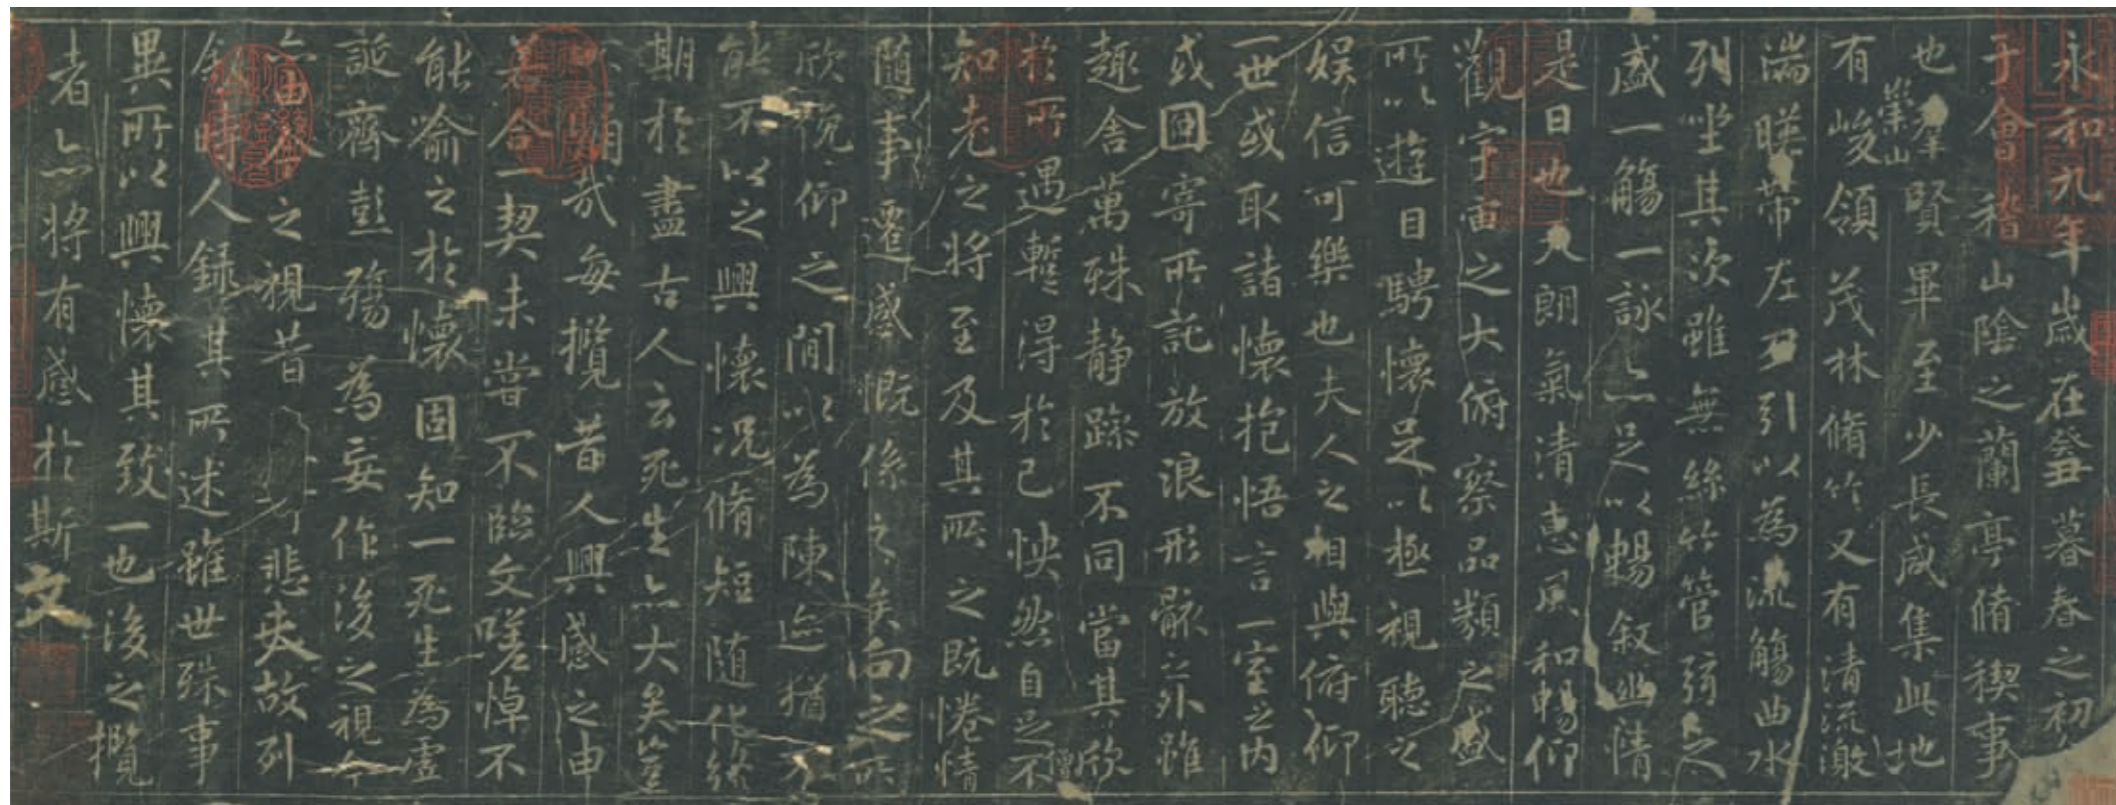 永和九年歲在癸丑暮春之初
于會稽山陰之蘭亭脩禊事
也群賢畢至少長咸集此地
崇山
有峻領茂林脩竹又有清流激
湍暎帶左右引以為流觴曲水
列坐其次雖無絲竹管弦之
盛一觴一詠亦足以暢敘幽情
是日也天朗氣清惠風和暢仰
觀宇宙之大俯察品類之盛
所以遊目騁懷足以極視聽之
娛信可樂也夫人之相與俯仰
一世或取諸懷抱悟言一室之內
或因寄所託放浪形骸之外雖
趣舍萬殊靜躁不同當其欣
僧
於所遇暫得於己怏然自足不
知老之將至及其所之既惓情
隨事遷感慨係之矣向之所
欣俛仰之間以為陳迹猶不
能不以之興懷況脩短隨化終
期於盡古人云死生亦大矣豈
不痛哉每攬昔人興感之由
若合一契未嘗不臨文嗟悼不
能喻之於懷固知一死生為虛
誕齊彭殤為妄作後之視今
亦由今之視昔悲夫故列
敘時人錄其所述雖世殊事
異所以興懷其致一也後之攬
者亦將有感於斯文